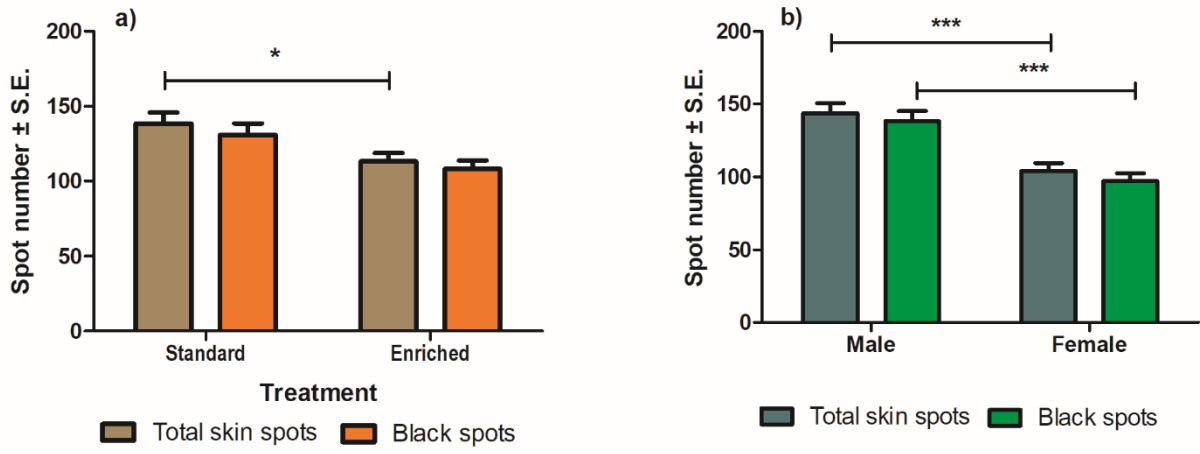 a)
200
150
100
50
0
Spot number ± S.E.
*
Standard Enriched
Treatment
Total skin spots Black spots
b)
200
150
100
50
0
Spot number ± S.E.
***
***
Male Female
Total skin spots Black spots